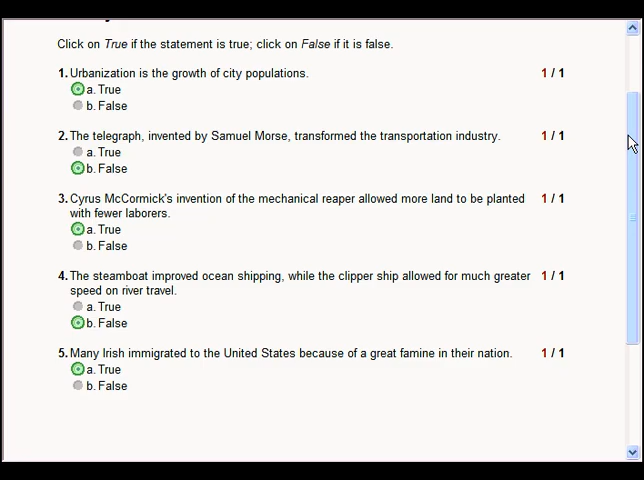 Click on True if the statement is true; click on False if it is false.
1. Urbanization is the growth of city populations. 1 / 1
a. True
b. False
2. The telegraph, invented by Samuel Morse, transformed the transportation industry. 1 / 1
a. True
b. False
3. Cyrus McCormick's invention of the mechanical reaper allowed more land to be planted 1 / 1
with fewer laborers.
a. True
b. False
4. The steamboat improved ocean shipping, while the clipper ship allowed for much greater 1 / 1
speed on river travel.
a. True
b. False
5. Many Irish immigrated to the United States because of a great famine in their nation. 1 / 1
a. True
b. False